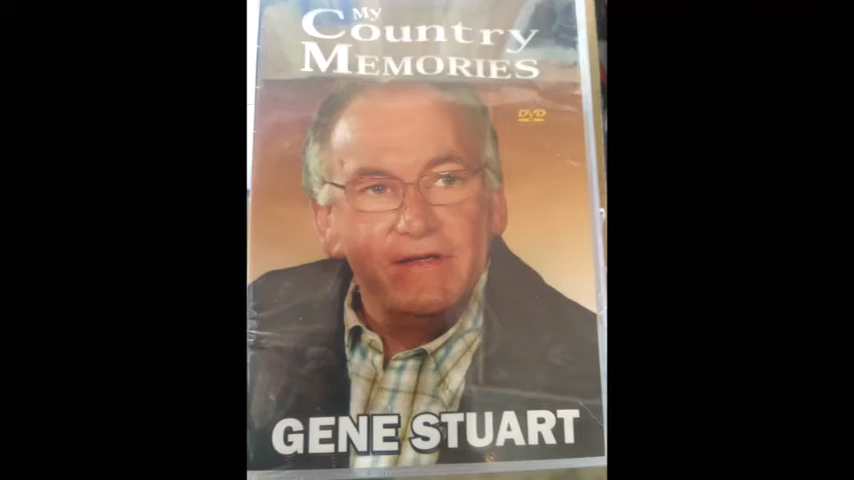 My
Country
Memories
DVD
GENE STUART